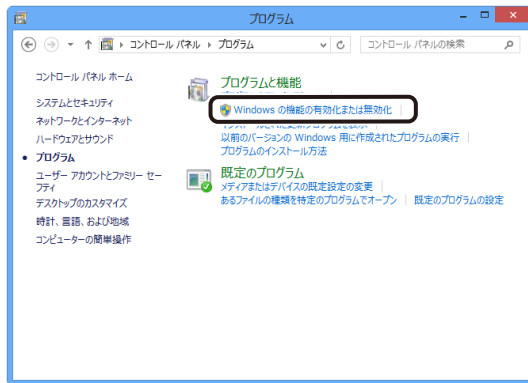 プログラム
コントロール パネル プログラム
コントロール パネルの検索
コントロール パネル ホーム
システムとセキュリティ
ネットワークとインターネット
ハードウェアとサウンド
プログラム
ユーザー アカウントとファミリー セー
フティ
デスクトップのカスタマイズ
時計、言語、および地域
コンピューターの簡単操作
プログラムと機能
Windows の機能の有効化または無効化
以前のバージョンの Windows 用に作成されたプログラムの実行
プログラムのインストール方法
既定のプログラム
メディアまたはデバイスの既定設定の変更
あるファイルの種類を特定のプログラムでオープン 既定のプログラムの設定